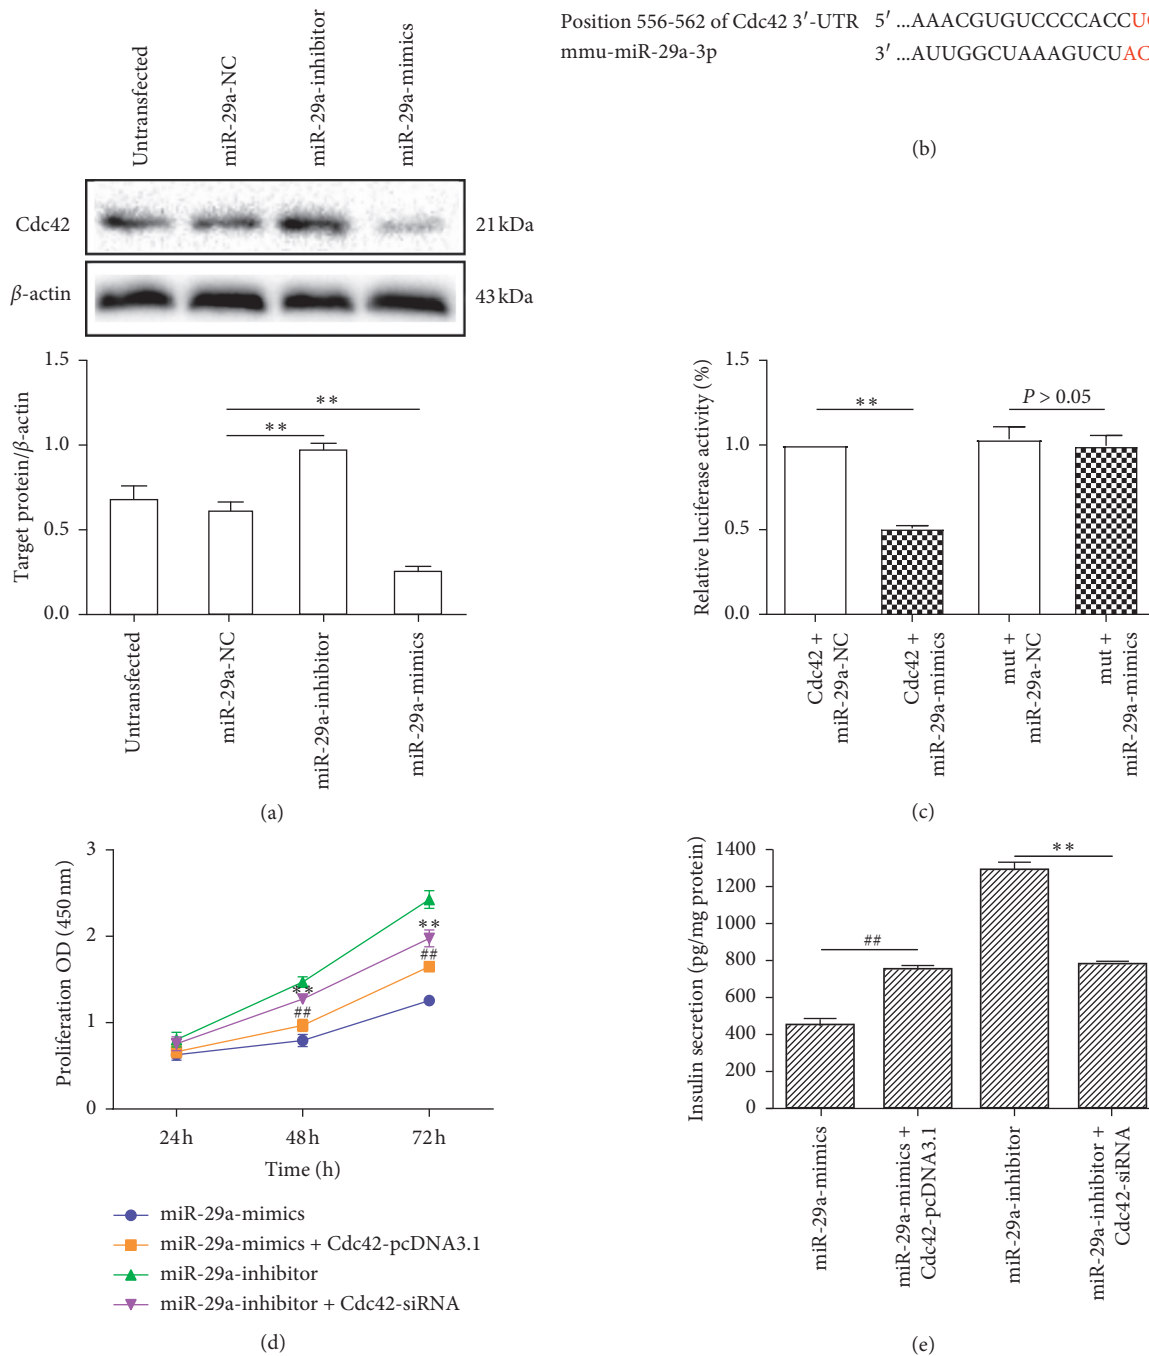 Untransfected
miR-29a-NC
miR-29a-inhibitor
miR-29a-mimics
Cdc42
21 kDa
β-actin
43 kDa
Target protein/β-actin
1.5
1.0
0.5
0.0
**
**
Untransfected
miR-29a-NC
miR-29a-inhibitor
miR-29a-mimics
(a)
Position 556-562 of Cdc42 3′-UTR 5′ ...AAACGUGUCCCCACCU
mmu-miR-29a-3p 3′ ...AUUGGCUAAAGUCUAC
(b)
Relative luciferase activity (%)
1.5
1.0
0.5
0.0
**
P > 0.05
Cdc42 +
miR-29a-NC
Cdc42 +
miR-29a-mimics
mut +
miR-29a-NC
mut +
miR-29a-mimics
(c)
Proliferation OD (450 nm)
3
2
1
0
**
##
**
##
24 h
48 h
72 h
Time (h)
miR-29a-mimics
miR-29a-mimics + Cdc42-pcDNA3.1
miR-29a-inhibitor
miR-29a-inhibitor + Cdc42-siRNA
(d)
Insulin secretion (pg/mg protein)
1400
1200
1000
800
600
400
200
0
##
**
miR-29a-mimics
miR-29a-mimics +
Cdc42-pcDNA3.1
miR-29a-inhibitor
miR-29a-inhibitor +
Cdc42-siRNA
(e)